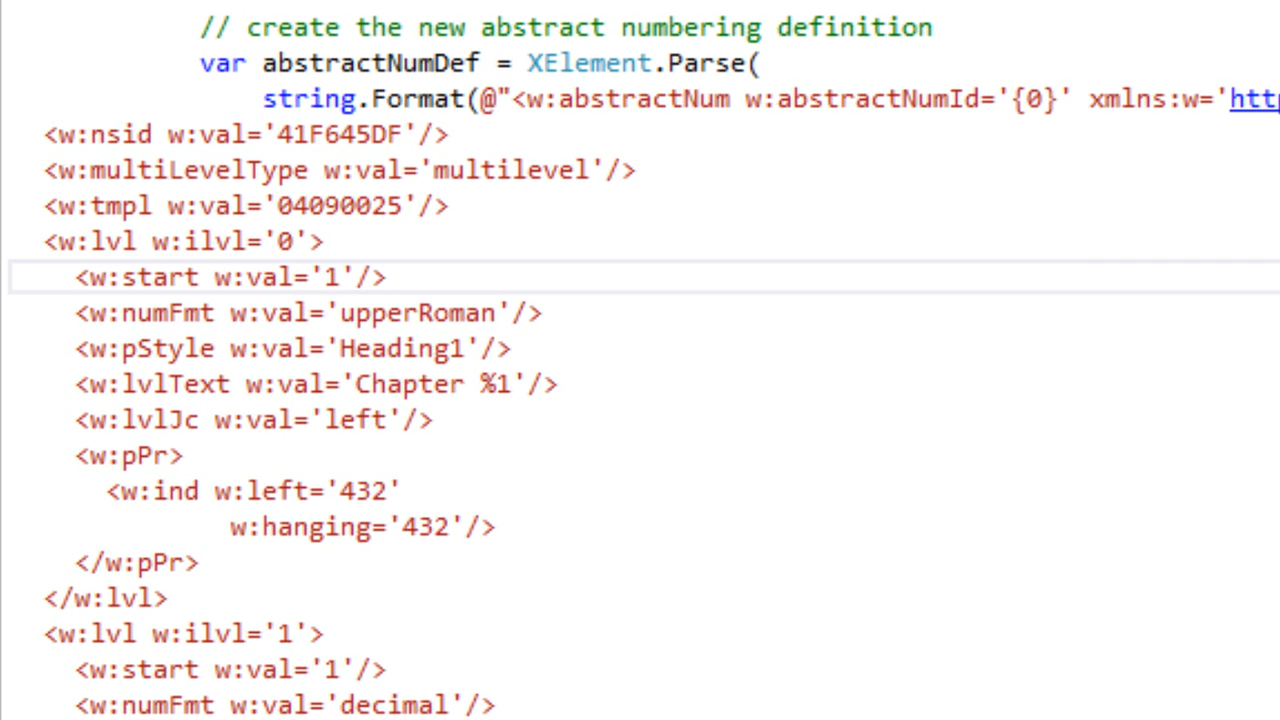 // create the new abstract numbering definition
var abstractNumDef = XElement.Parse(
string.Format(@"<w:abstractNum w:abstractNumId='{0}' xmlns:w='http
<w:nsid w:val='41F645DF'/>
<w:multiLevelType w:val='multilevel'/>
<w:tmpl w:val='04090025'/>
<w:lvl w:ilvl='0'>
<w:start w:val='1'/>
<w:numFmt w:val='upperRoman'/>
<w:pStyle w:val='Heading1'/>
<w:lvlText w:val='Chapter %1'/>
<w:lvlJc w:val='left'/>
<w:pPr>
<w:ind w:left='432'
w:hanging='432'/>
</w:pPr>
</w:lvl>
<w:lvl w:ilvl='1'>
<w:start w:val='1'/>
<w:numFmt w:val='decimal'/>